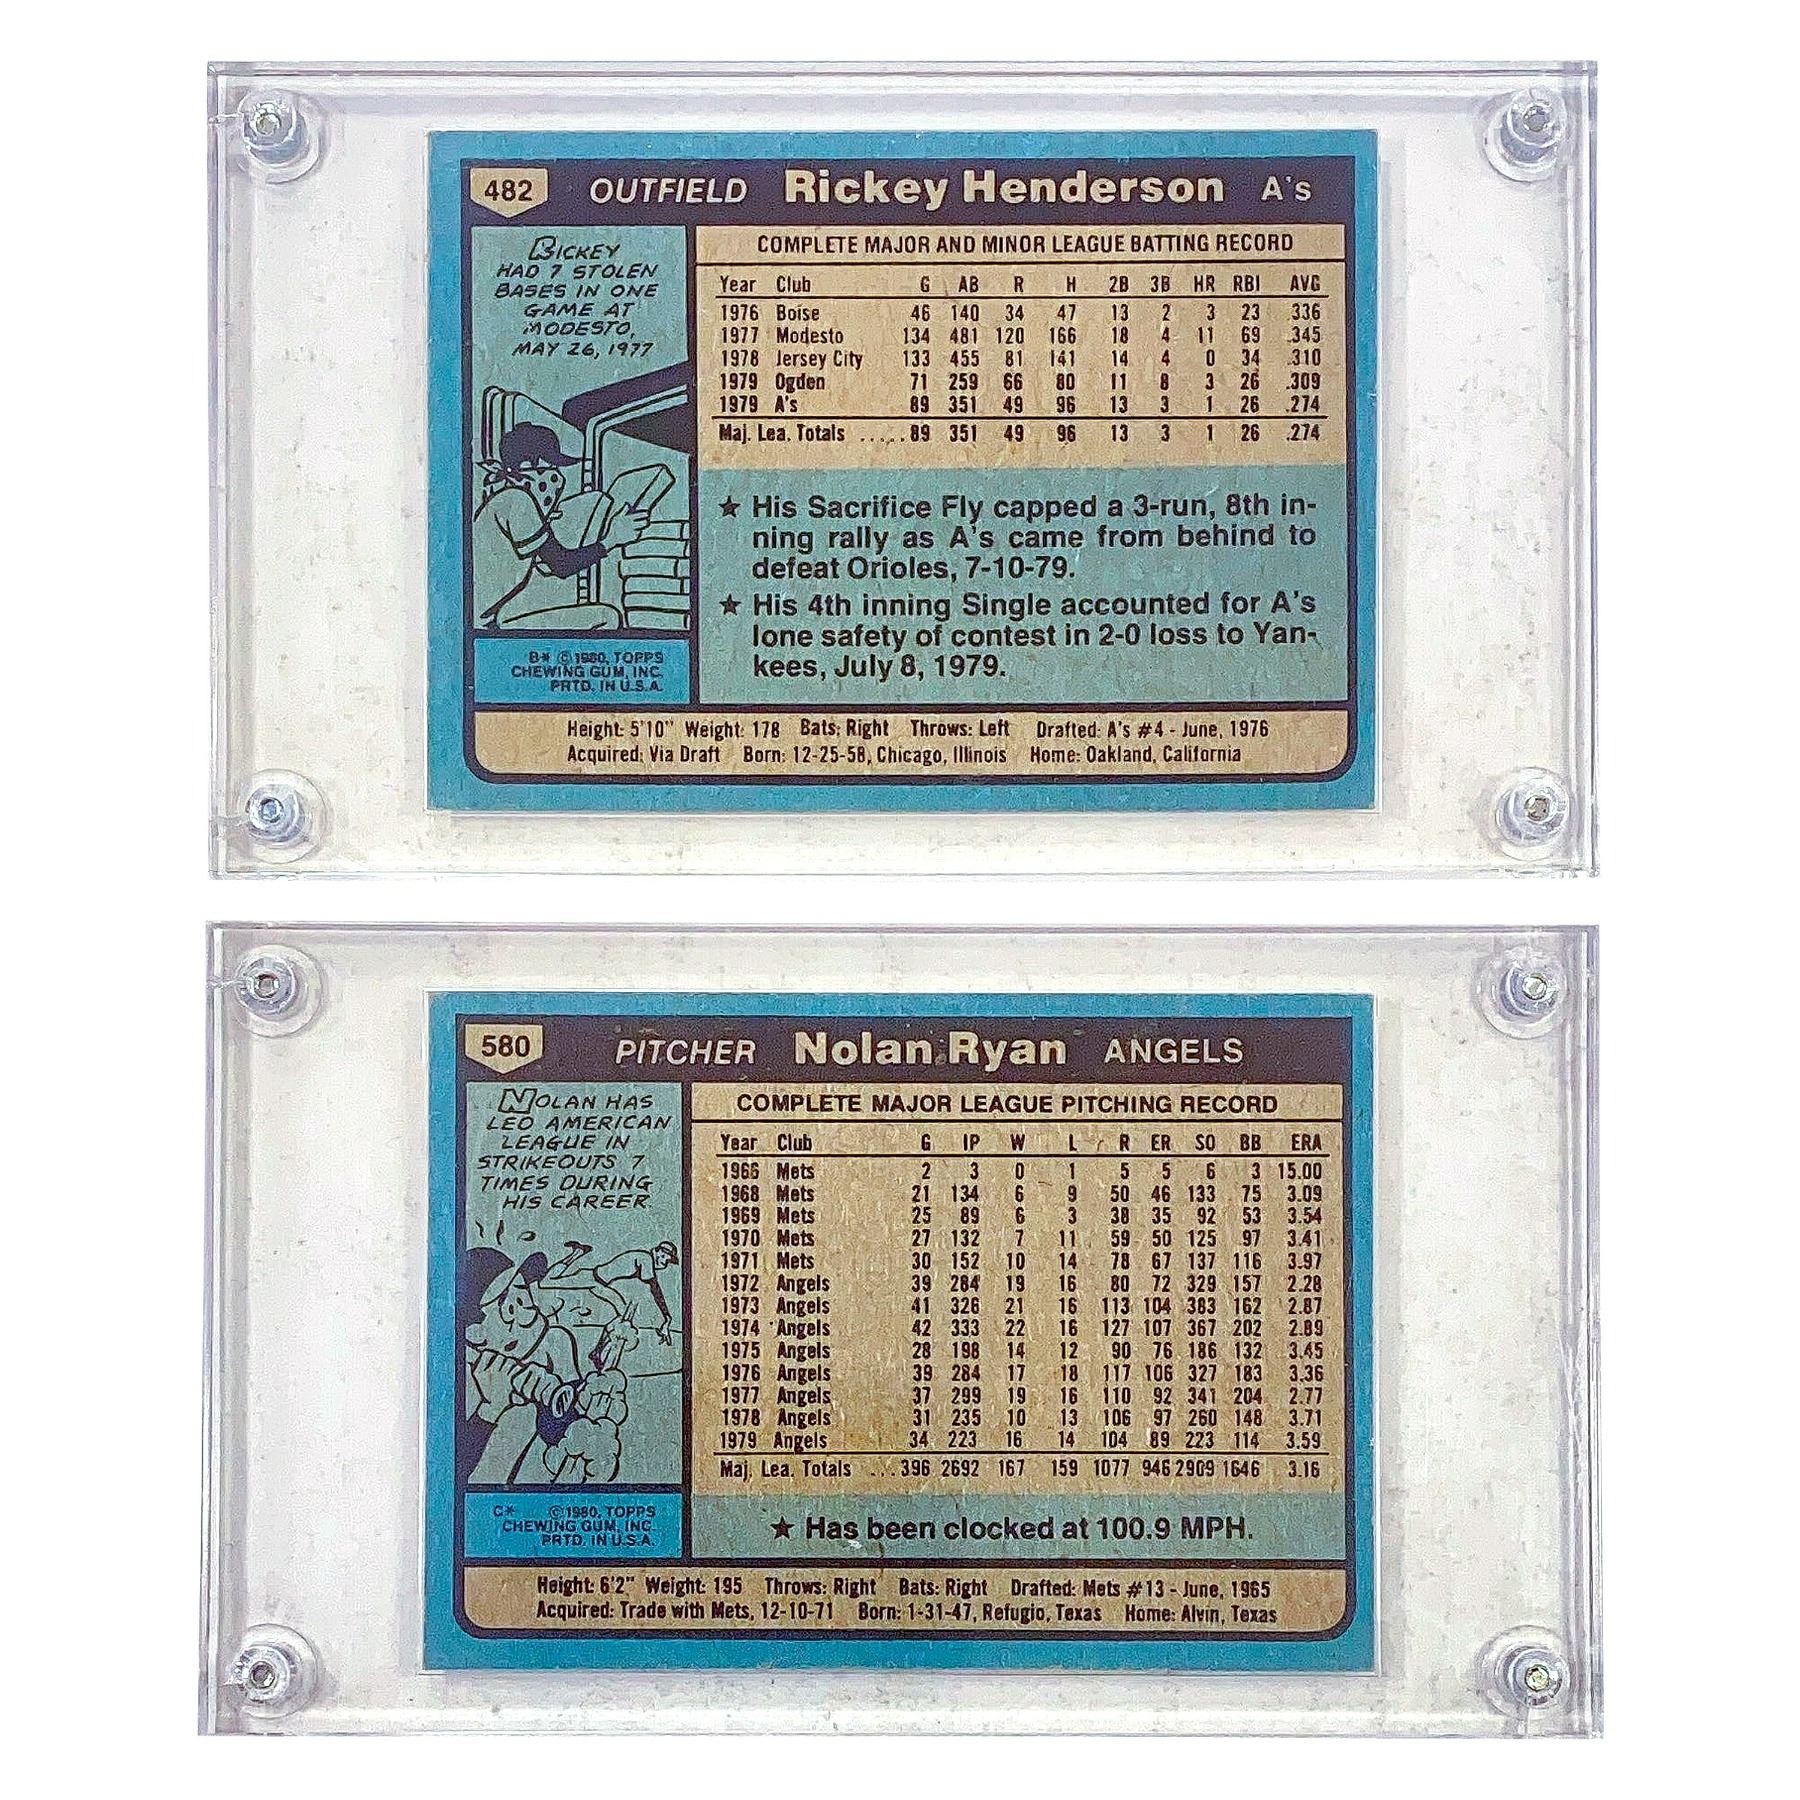 482 OUTFIELD Rickey Henderson A's
RICKEY
HAD 7 STOLEN
BASES IN ONE
GAME AT
MODESTO,
MAY 26, 1977
B* © 1980, TOPPS
CHEWING GUM, INC.
PRTD. IN U.S.A.
COMPLETE MAJOR AND MINOR LEAGUE BATTING RECORD
Year Club G AB R H 2B 3B HR RBI AVG
1976 Boise 46 140 34 47 13 2 3 23 .336
1977 Modesto 134 481 120 166 18 4 11 69 .345
1978 Jersey City 133 455 81 141 14 4 0 34 .310
1979 Ogden 71 259 66 80 11 8 3 26 .309
1979 A's 89 351 49 96 13 3 1 26 .274
Maj. Lea. Totals ..... 89 351 49 96 13 3 1 26 .274
★ His Sacrifice Fly capped a 3-run, 8th in-
ning rally as A's came from behind to
defeat Orioles, 7-10-79.
★ His 4th inning Single accounted for A's
lone safety of contest in 2-0 loss to Yan-
kees, July 8, 1979.
Height: 5'10" Weight: 178 Bats: Right Throws: Left Drafted: A's #4 - June, 1976
Acquired: Via Draft Born: 12-25-58, Chicago, Illinois Home: Oakland, California
580 PITCHER Nolan Ryan ANGELS
NOLAN HAS
LED AMERICAN
LEAGUE IN
STRIKEOUTS 7
TIMES DURING
HIS CAREER.
C* © 1980, TOPPS
CHEWING GUM, INC.
PRTD. IN U.S.A.
COMPLETE MAJOR LEAGUE PITCHING RECORD
Year Club G IP W L R ER SO BB ERA
1966 Mets 2 3 0 1 5 5 6 3 15.00
1968 Mets 21 134 6 9 50 46 133 75 3.09
1969 Mets 25 89 6 3 38 35 92 53 3.54
1970 Mets 27 132 7 11 59 50 125 97 3.41
1971 Mets 30 152 10 14 78 67 137 116 3.97
1972 Angels 39 284 19 16 80 72 329 157 2.28
1973 Angels 41 326 21 16 113 104 383 162 2.87
1974 Angels 42 333 22 16 127 107 367 202 2.89
1975 Angels 28 198 14 12 90 76 186 132 3.45
1976 Angels 39 284 17 18 117 106 327 183 3.36
1977 Angels 37 299 19 16 110 92 341 204 2.77
1978 Angels 31 235 10 13 106 97 260 148 3.71
1979 Angels 34 223 16 14 104 89 223 114 3.59
Maj. Lea. Totals ... 396 2692 167 159 1077 946 2909 1646 3.16
★ Has been clocked at 100.9 MPH.
Height: 6'2" Weight: 195 Throws: Right Bats: Right Drafted: Mets #13 - June, 1965
Acquired: Trade with Mets, 12-10-71 Born: 1-31-47, Refugio, Texas Home: Alvin, Texas